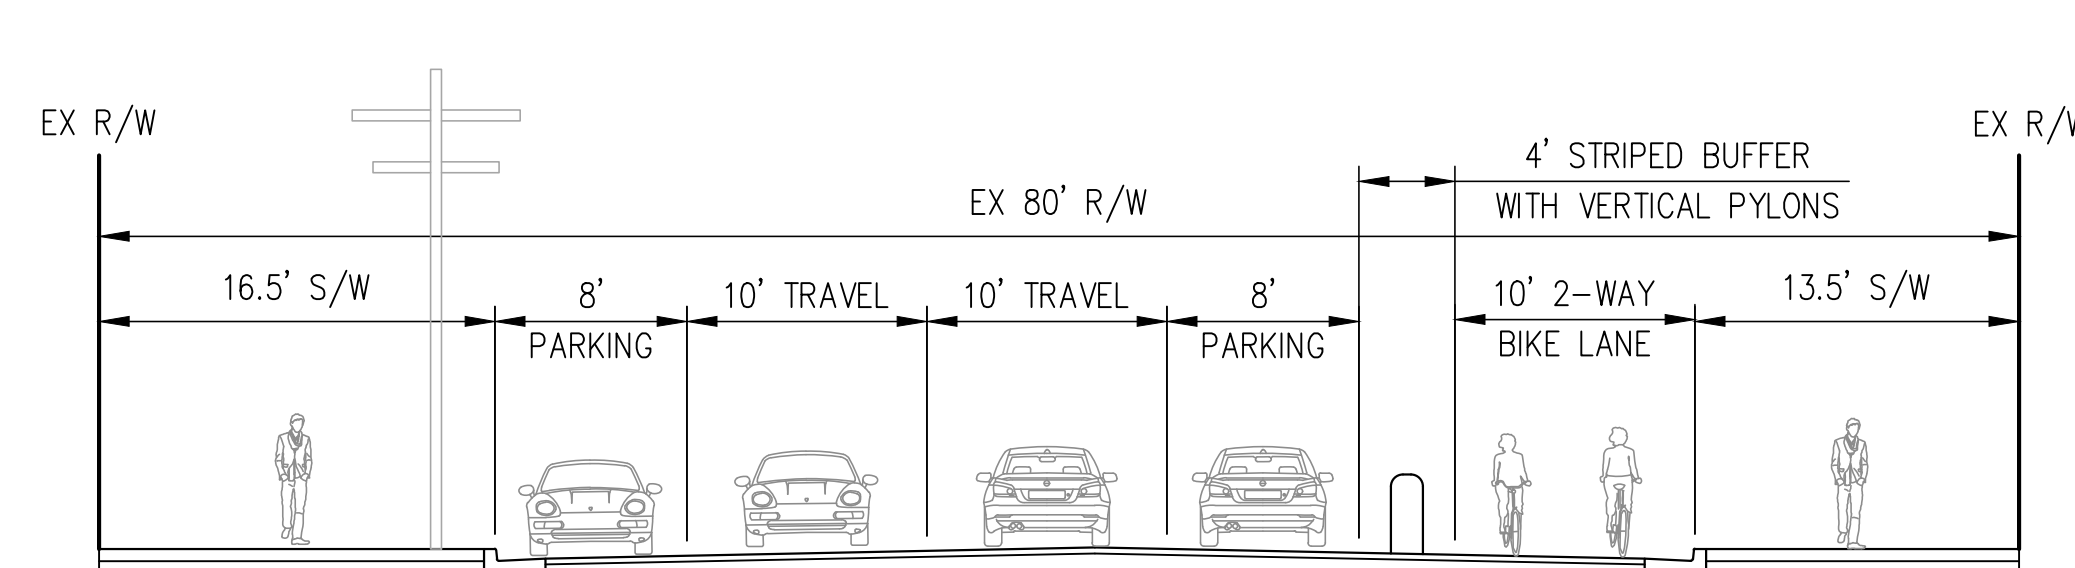 EX R/W
EX R/W
4' STRIPED BUFFER
WITH VERTICAL PYLONS
EX 80' R/W
16.5' S/W
8'
PARKING
10' TRAVEL
10' TRAVEL
8'
PARKING
10' 2-WAY
BIKE LANE
13.5' S/W